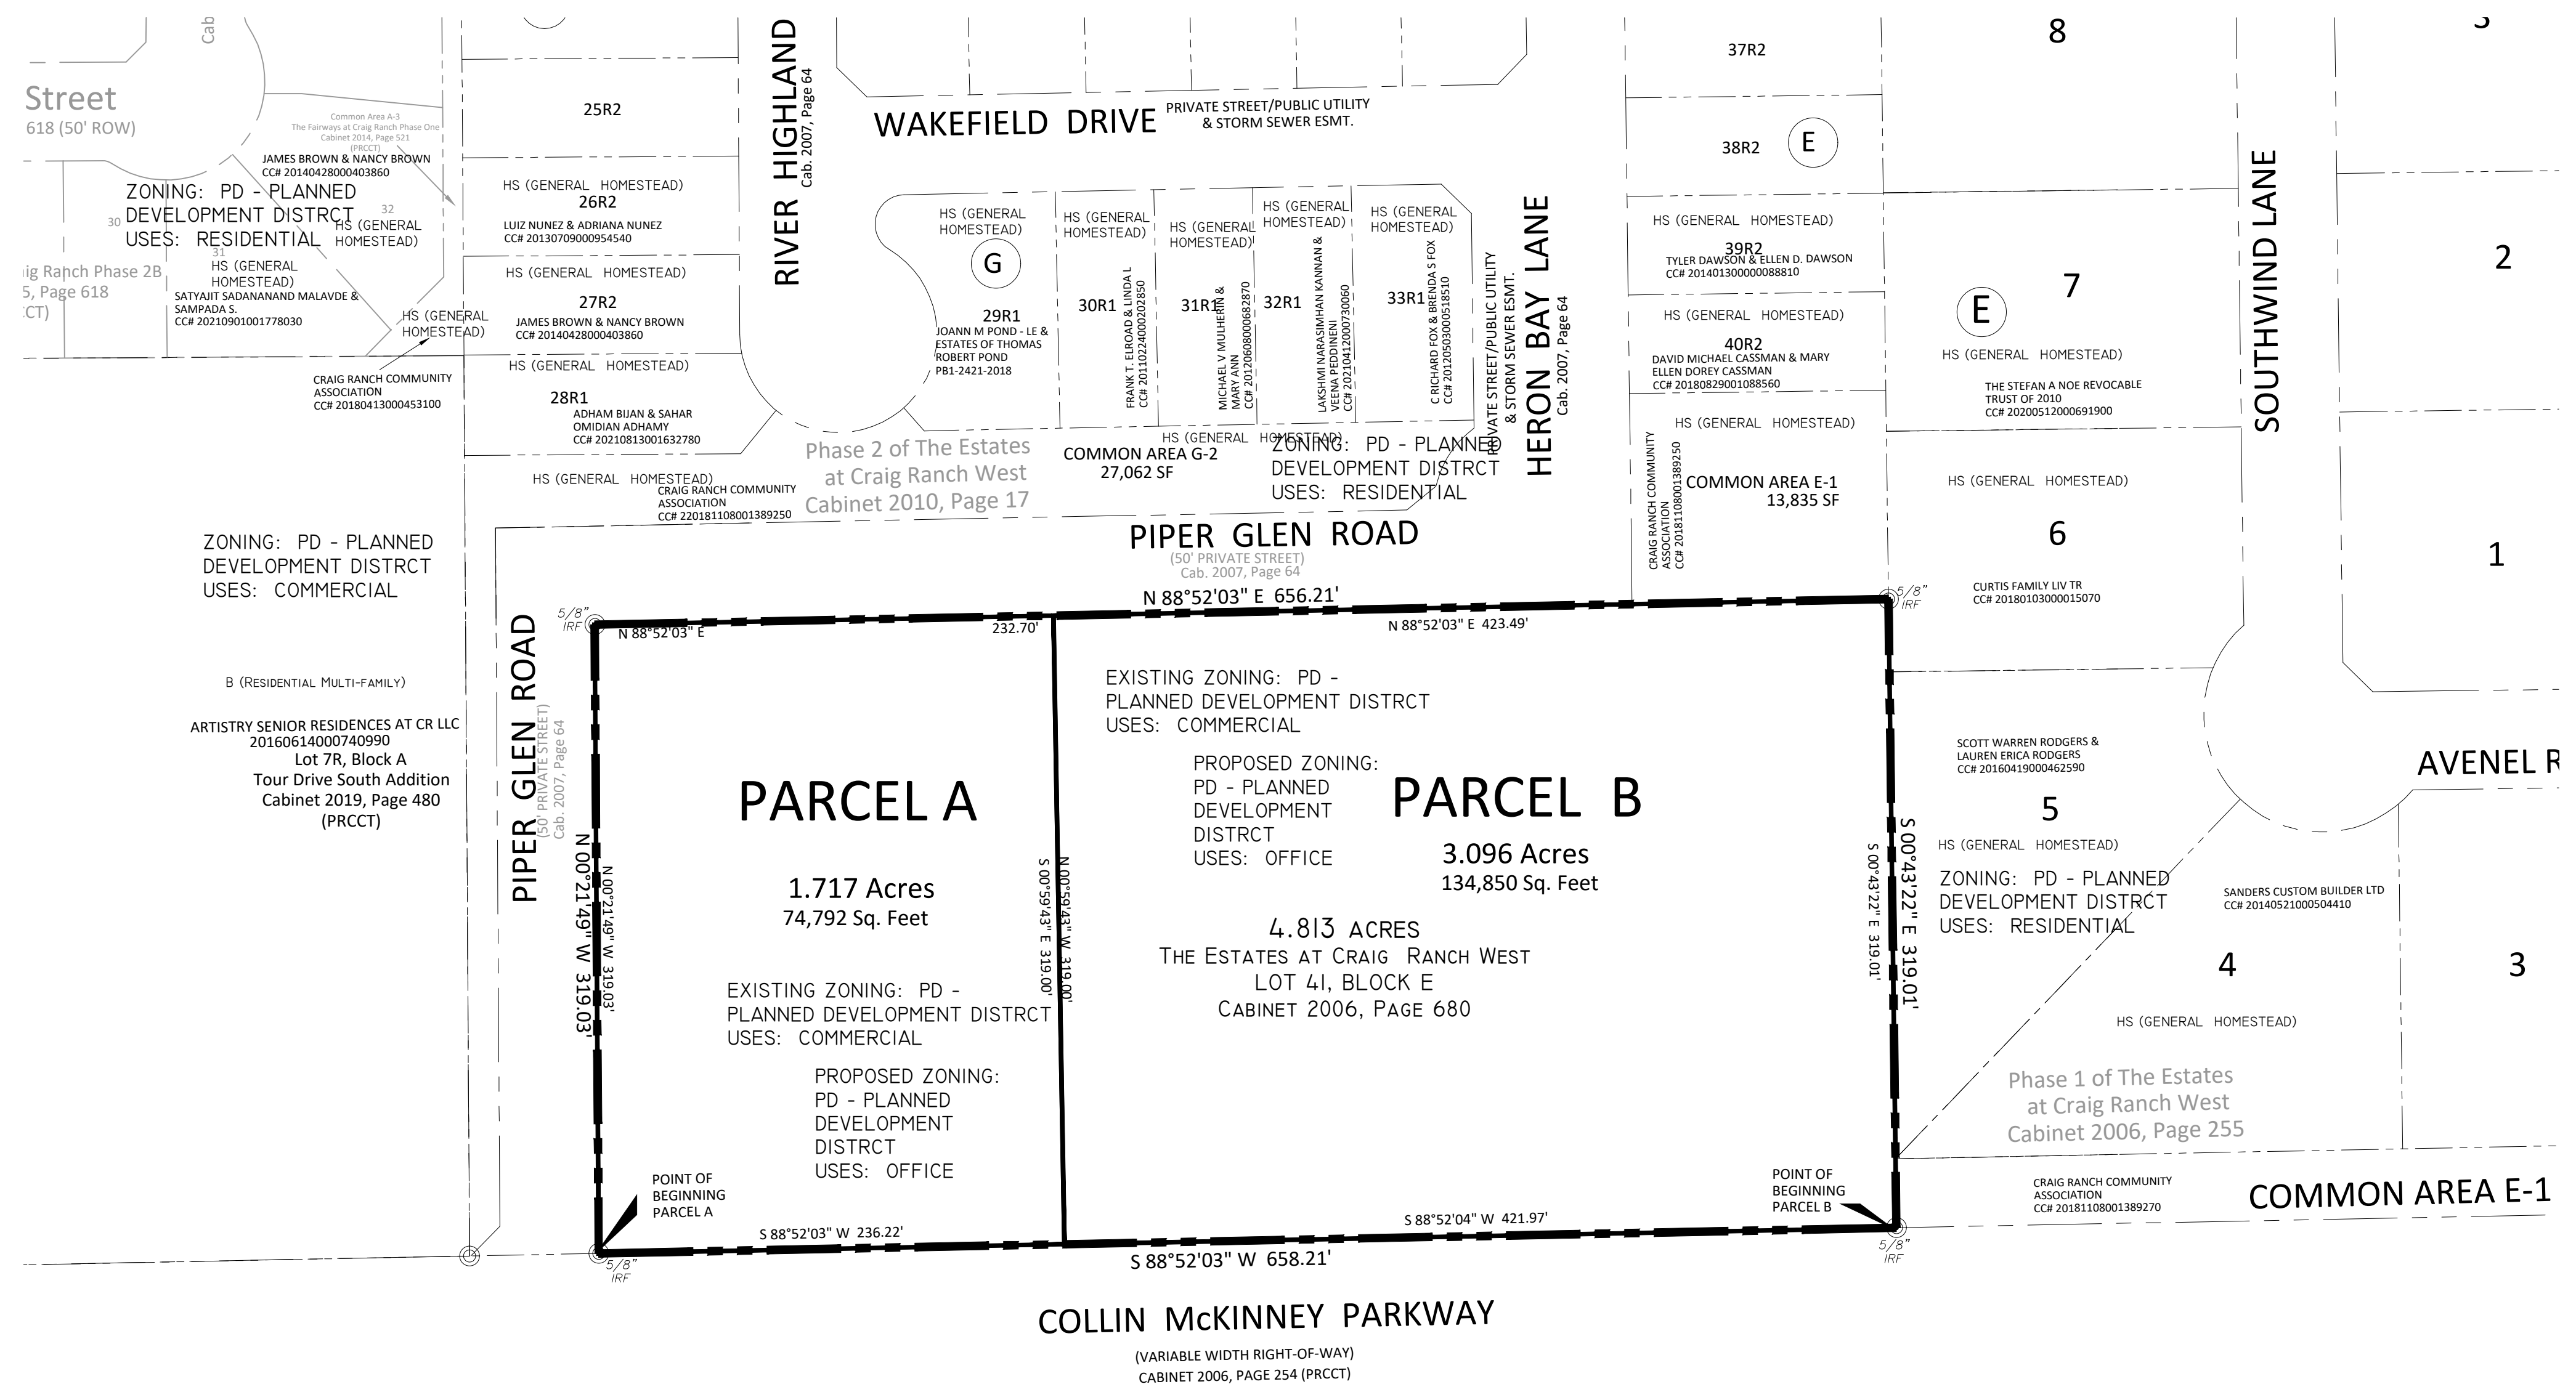 Cab
Street
618 (50' ROW)
Common Area A-3
The Fairways at Craig Ranch Phase One
Cabinet 2014, Page 521
(PRCCT)
JAMES BROWN & NANCY BROWN
CC# 20140428000403860
ZONING: PD - PLANNED
DEVELOPMENT DISTRCT
USES: RESIDENTIAL
30
31
32
HS (GENERAL
HOMESTEAD)
ig Ranch Phase 2B
5, Page 618
CT)
HS (GENERAL
HOMESTEAD)
SATYAJIT SADANANAND MALAVDE &
SAMPADA S.
CC# 20210901001778030
HS (GENERAL
HOMESTEAD)
CRAIG RANCH COMMUNITY
ASSOCIATION
CC# 20180413000453100
25R2
HS (GENERAL HOMESTEAD)
26R2
LUIZ NUNEZ & ADRIANA NUNEZ
CC# 20130709000954540
HS (GENERAL HOMESTEAD)
27R2
JAMES BROWN & NANCY BROWN
CC# 20140428000403860
HS (GENERAL HOMESTEAD)
28R1
ADHAM BIJAN & SAHAR
OMIDIAN ADHAMY
CC# 20210813001632780
HS (GENERAL HOMESTEAD)
CRAIG RANCH COMMUNITY
ASSOCIATION
CC# 220181108001389250
RIVER HIGHLAND
Cab. 2007, Page 64
WAKEFIELD DRIVE
PRIVATE STREET/PUBLIC UTILITY
& STORM SEWER ESMT.
HS (GENERAL
HOMESTEAD)
G
29R1
JOANN M POND - LE &
ESTATES OF THOMAS
ROBERT POND
PB1-2421-2018
HS (GENERAL
HOMESTEAD)
30R1
FRANK T. ELROAD & LINDA L
CC# 20110224000202850
HS (GENERAL
HOMESTEAD)
31R1
MICHAEL V MULHERIN &
MARY ANN
CC# 20120608000682870
HS (GENERAL
HOMESTEAD)
32R1
LAKSHMI NARASIMHAN KANNAN &
VEENA PEDDINENI
CC# 20210412000730060
HS (GENERAL
HOMESTEAD)
33R1
C RICHARD FOX & BRENDA S FOX
CC# 20120503000518510
PRIVATE STREET/PUBLIC UTILITY
& STORM SEWER ESMT.
HERON BAY LANE
Cab. 2007, Page 64
Phase 2 of The Estates
at Craig Ranch West
Cabinet 2010, Page 17
HS (GENERAL HOMESTEAD)
COMMON AREA G-2
27,062 SF
ZONING: PD - PLANNED
DEVELOPMENT DISTRCT
USES: RESIDENTIAL
37R2
38R2
E
HS (GENERAL HOMESTEAD)
39R2
TYLER DAWSON & ELLEN D. DAWSON
CC# 201401300000088810
HS (GENERAL HOMESTEAD)
40R2
DAVID MICHAEL CASSMAN & MARY
ELLEN DOREY CASSMAN
CC# 20180829001088560
HS (GENERAL HOMESTEAD)
CRAIG RANCH COMMUNITY
ASSOCIATION
CC# 20181108001389250
COMMON AREA E-1
13,835 SF
8
7
E
HS (GENERAL HOMESTEAD)
THE STEFAN A NOE REVOCABLE
TRUST OF 2010
CC# 20200512000691900
HS (GENERAL HOMESTEAD)
6
CURTIS FAMILY LIV TR
CC# 20180103000015070
SOUTHWIND LANE
2
1
PIPER GLEN ROAD
(50' PRIVATE STREET)
Cab. 2007, Page 64
N 88°52'03" E 656.21'
ZONING: PD - PLANNED
DEVELOPMENT DISTRCT
USES: COMMERCIAL
B (RESIDENTIAL MULTI-FAMILY)
ARTISTRY SENIOR RESIDENCES AT CR LLC
20160614000740990
Lot 7R, Block A
Tour Drive South Addition
Cabinet 2019, Page 480
(PRCCT)
PIPER GLEN ROAD
(50' PRIVATE STREET)
Cab. 2007, Page 64
5/8"
IRF
N 88°52'03" E
232.70'
N 88°52'03" E 423.49'
5/8"
IRF
N 00°21'49" W 319.03'
N 00°21'49" W 319.03'
PARCEL A
1.717 Acres
74,792 Sq. Feet
EXISTING ZONING: PD -
PLANNED DEVELOPMENT DISTRCT
USES: COMMERCIAL
PROPOSED ZONING:
PD - PLANNED
DEVELOPMENT
DISTRCT
USES: OFFICE
POINT OF
BEGINNING
PARCEL A
S 88°52'03" W 236.22'
5/8"
IRF
S 00°59'43" E 319.00'
N 00°59'43" W 319.00'
EXISTING ZONING: PD -
PLANNED DEVELOPMENT DISTRCT
USES: COMMERCIAL
PROPOSED ZONING:
PD - PLANNED
DEVELOPMENT
DISTRCT
USES: OFFICE
PARCEL B
3.096 Acres
134,850 Sq. Feet
4.813 ACRES
THE ESTATES AT CRAIG RANCH WEST
LOT 41, BLOCK E
CABINET 2006, PAGE 680
POINT OF
BEGINNING
PARCEL B
S 88°52'04" W 421.97'
S 88°52'03" W 658.21'
5/8"
IRF
S 00°43'22" E 319.01'
S 00°43'22" E 319.01'
SCOTT WARREN RODGERS &
LAUREN ERICA RODGERS
CC# 20160419000462590
5
HS (GENERAL HOMESTEAD)
ZONING: PD - PLANNED
DEVELOPMENT DISTRCT
USES: RESIDENTIAL
AVENEL R
SANDERS CUSTOM BUILDER LTD
CC# 20140521000504410
4
3
HS (GENERAL HOMESTEAD)
Phase 1 of The Estates
at Craig Ranch West
Cabinet 2006, Page 255
CRAIG RANCH COMMUNITY
ASSOCIATION
CC# 20181108001389270
COMMON AREA E-1
COLLIN McKINNEY PARKWAY
(VARIABLE WIDTH RIGHT-OF-WAY)
CABINET 2006, PAGE 254 (PRCCT)